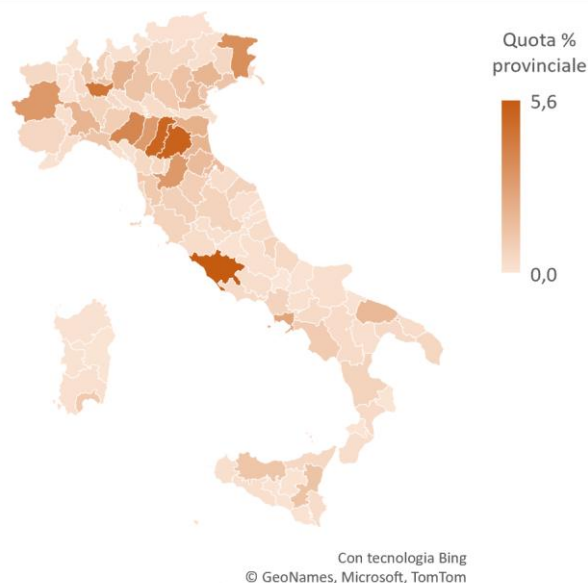 Quota %
provinciale
5,6
0,0
Con tecnologia Bing
© GeoNames, Microsoft, TomTom